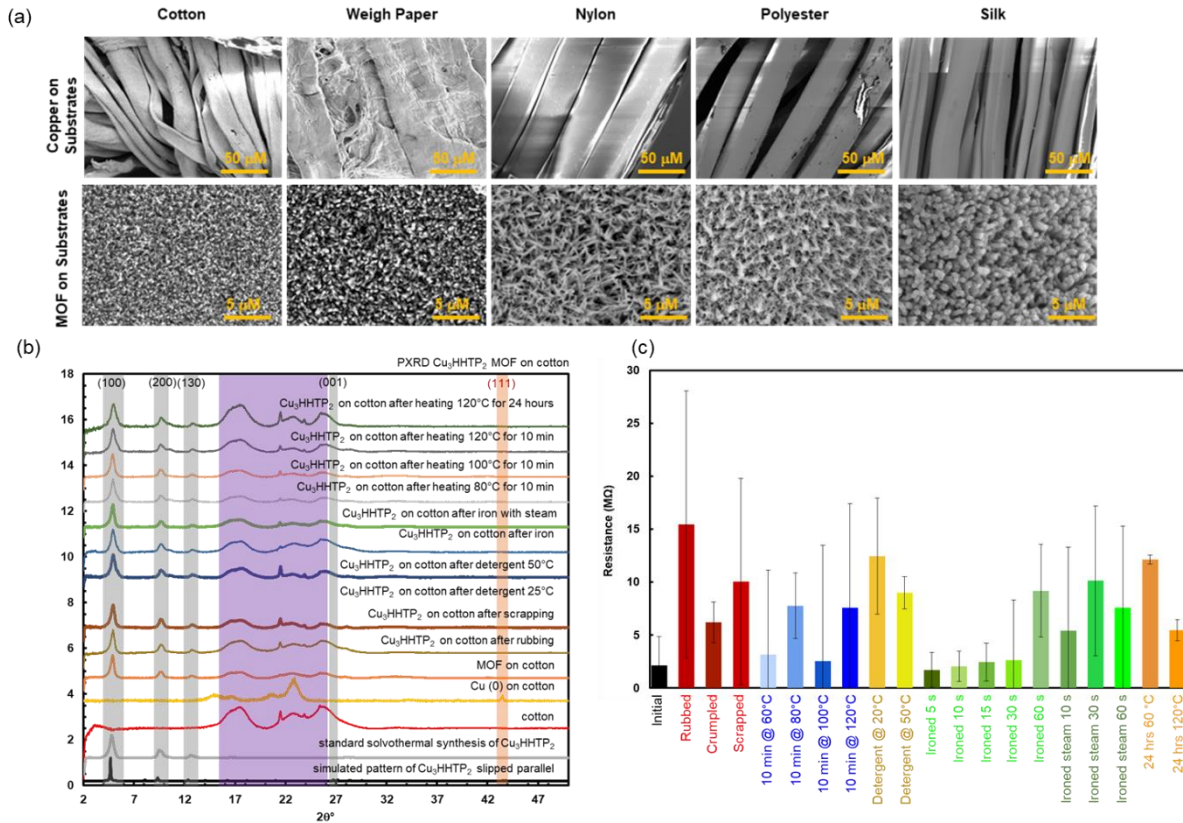 (a)
Cotton
Weigh Paper
Nylon
Polyester
Silk
Copper on
Substrates
50 µM
50 µM
50 µM
50 µM
50 µM
MOF on Substrates
5 µM
5 µM
5 µM
5 µM
5 µM
(b)
PXRD Cu₃HHTP₂ MOF on cotton
18
16
14
12
10
8
6
4
2
0
(100)
(200)
(130)
(001)
(111)
Cu₃HHTP₂ on cotton after heating 120°C for 24 hours
Cu₃HHTP₂ on cotton after heating 120°C for 10 min
Cu₃HHTP₂ on cotton after heating 100°C for 10 min
Cu₃HHTP₂ on cotton after heating 80°C for 10 min
Cu₃HHTP₂ on cotton after iron with steam
Cu₃HHTP₂ on cotton after iron
Cu₃HHTP₂ on cotton after detergent 50°C
Cu₃HHTP₂ on cotton after detergent 25°C
Cu₃HHTP₂ on cotton after scrapping
Cu₃HHTP₂ on cotton after rubbing
MOF on cotton
Cu (0) on cotton
cotton
standard solvothermal synthesis of Cu₃HHTP₂
simulated pattern of Cu₃HHTP₂ slipped parallel
2
7
12
17
22
27
32
37
42
47
2θ°
(c)
Resistance (MΩ)
30
25
20
15
10
5
0
Initial
Rubbed
Crumpled
Scrapped
10 min @ 60°C
10 min @ 80°C
10 min @ 100°C
10 min @ 120°C
Detergent @ 20°C
Detergent @ 50°C
Ironed 5 s
Ironed 10 s
Ironed 15 s
Ironed 30 s
Ironed 60 s
Ironed steam 10 s
Ironed steam 30 s
Ironed steam 60 s
24 hrs 60 °C
24 hrs 120°C